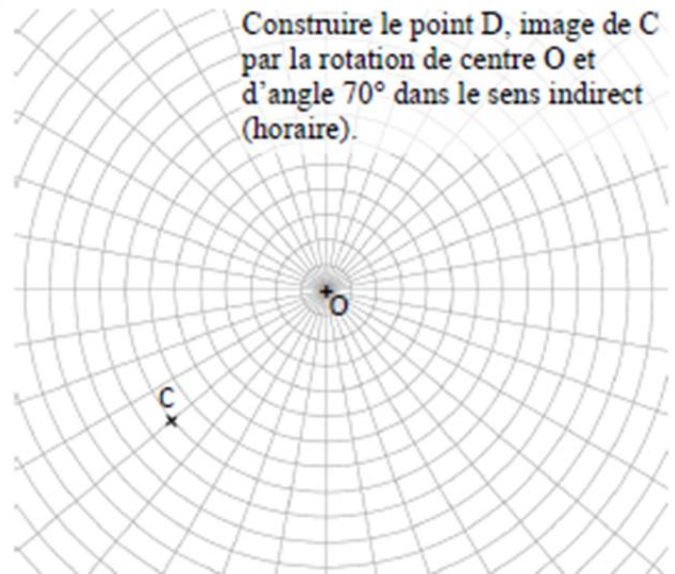 Construire le point D, image de C
par la rotation de centre O et
d'angle 70° dans le sens indirect
(horaire).
O
C